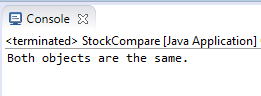 Console
<terminated> StockCompare [Java Application]
Both objects are the same.